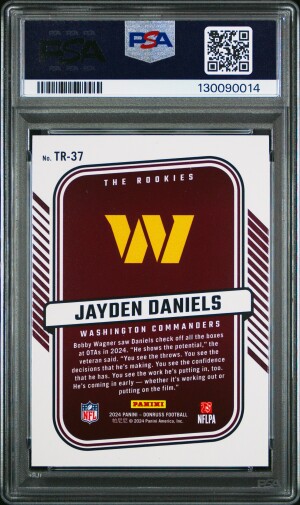 PSA
PSA
130090014
No. TR-37
THE ROOKIES
W
JAYDEN DANIELS
WASHINGTON COMMANDERS
Bobby Wagner saw Daniels check off all the boxes
at OTAs in 2024. "He shows the potential," the
veteran said. "You see the throws. You see the
decisions that he's making. You see the confidence
that he has. You see the work he's putting in, too.
He's coming in early — whether it's working out or
putting on the film."
NFL
PANINI
NFLPA
2024 PANINI - DONRUSS FOOTBALL
© 2024 Panini America, Inc.
PSA